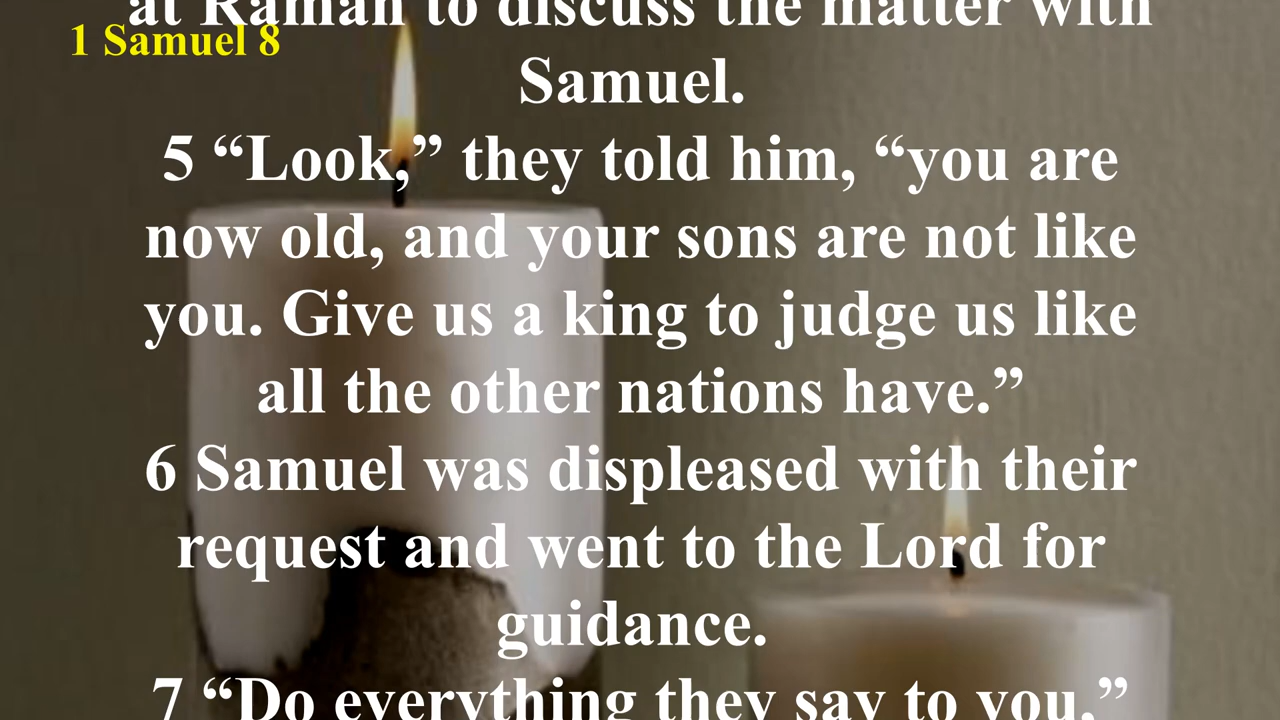 at Ramah to discuss the matter with
1 Samuel 8
Samuel.
5 “Look,” they told him, “you are
now old, and your sons are not like
you. Give us a king to judge us like
all the other nations have.”
6 Samuel was displeased with their
request and went to the Lord for
guidance.
7 “Do everything they say to you,”